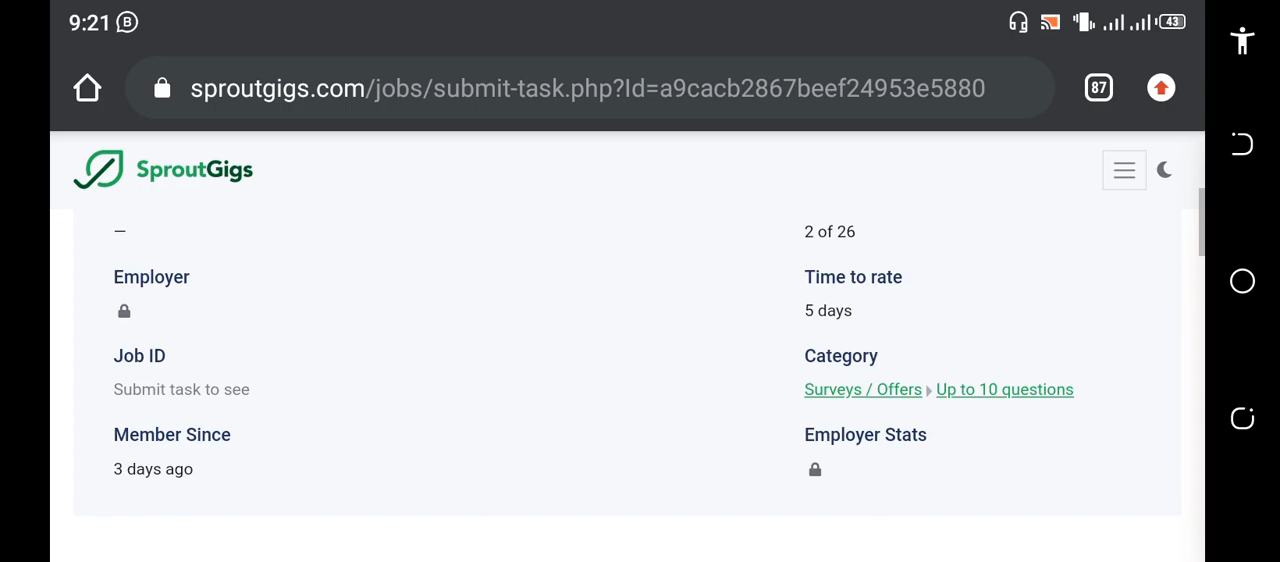 9:21 B 43
sproutgigs.com/jobs/submit-task.php?Id=a9cacb2867beef24953e5880 87
SproutGigs
– 2 of 26
Employer Time to rate
5 days
Job ID Category
Submit task to see Surveys / Offers Up to 10 questions
Member Since Employer Stats
3 days ago